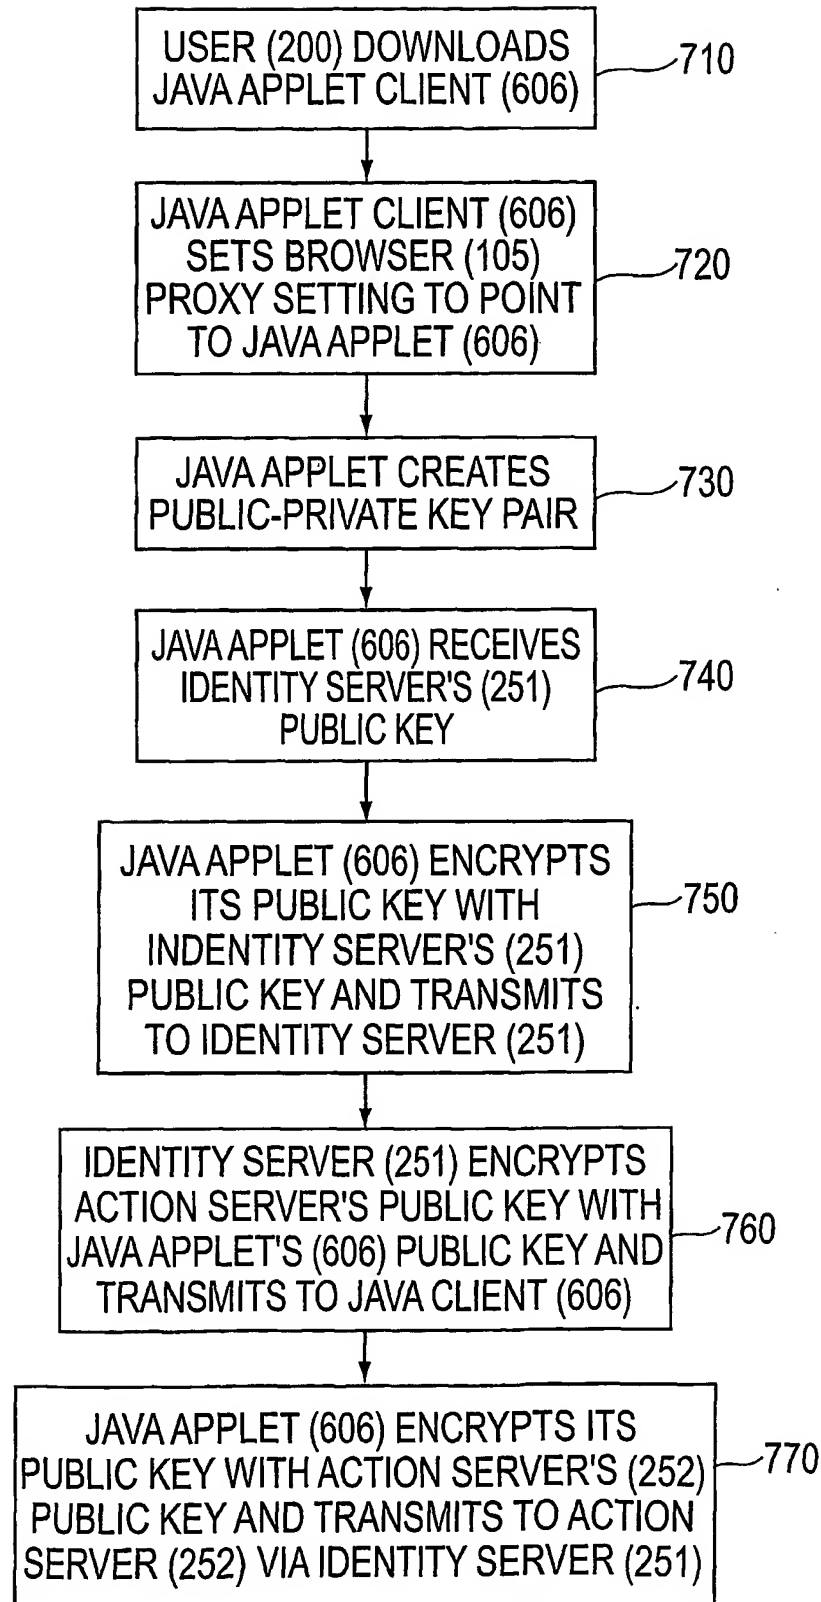 USER (200) DOWNLOADS
JAVA APPLET CLIENT (606)
710
JAVA APPLET CLIENT (606)
SETS BROWSER (105)
PROXY SETTING TO POINT
TO JAVA APPLET (606)
720
JAVA APPLET CREATES
PUBLIC-PRIVATE KEY PAIR
730
JAVA APPLET (606) RECEIVES
IDENTITY SERVER'S (251)
PUBLIC KEY
740
JAVA APPLET (606) ENCRYPTS
ITS PUBLIC KEY WITH
INDENTITY SERVER'S (251)
PUBLIC KEY AND TRANSMITS
TO IDENTITY SERVER (251)
750
IDENTITY SERVER (251) ENCRYPTS
ACTION SERVER'S PUBLIC KEY WITH
JAVA APPLET'S (606) PUBLIC KEY AND
TRANSMITS TO JAVA CLIENT (606)
760
JAVA APPLET (606) ENCRYPTS ITS
PUBLIC KEY WITH ACTION SERVER'S (252)
PUBLIC KEY AND TRANSMITS TO ACTION
SERVER (252) VIA IDENTITY SERVER (251)
770